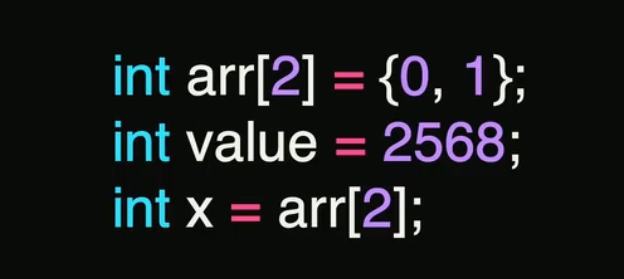 int arr[2] = {0, 1};
int value = 2568;
int x = arr[2];